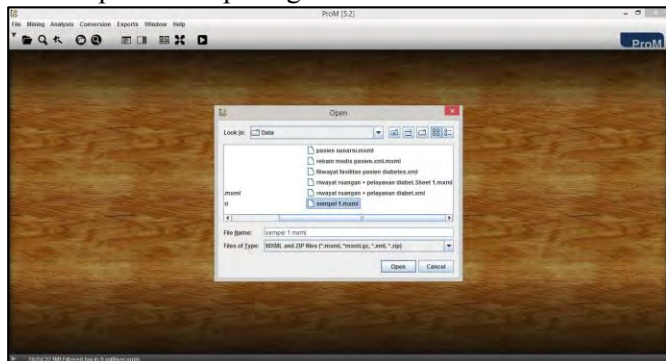 ProM [5.2]
File Mining Analysis Conversion Exports Window Help
ProM
Open
Look In: Data
pasien sunarni.mxml
rekam medis pasien.xml.mxml
Riwayat fasilitas pasien diabetes.xml
riwayat ruangan + pelayanan diabet.Sheet 1.mxml
.mxml
riwayat ruangan + pelayanan diabet.xml
sempel 1.mxml
File Name: sempel 1.mxml
Files of Type: MXML and ZIP files (*.mxml, *mxml.gz, *.xml, *.zip)
Open Cancel